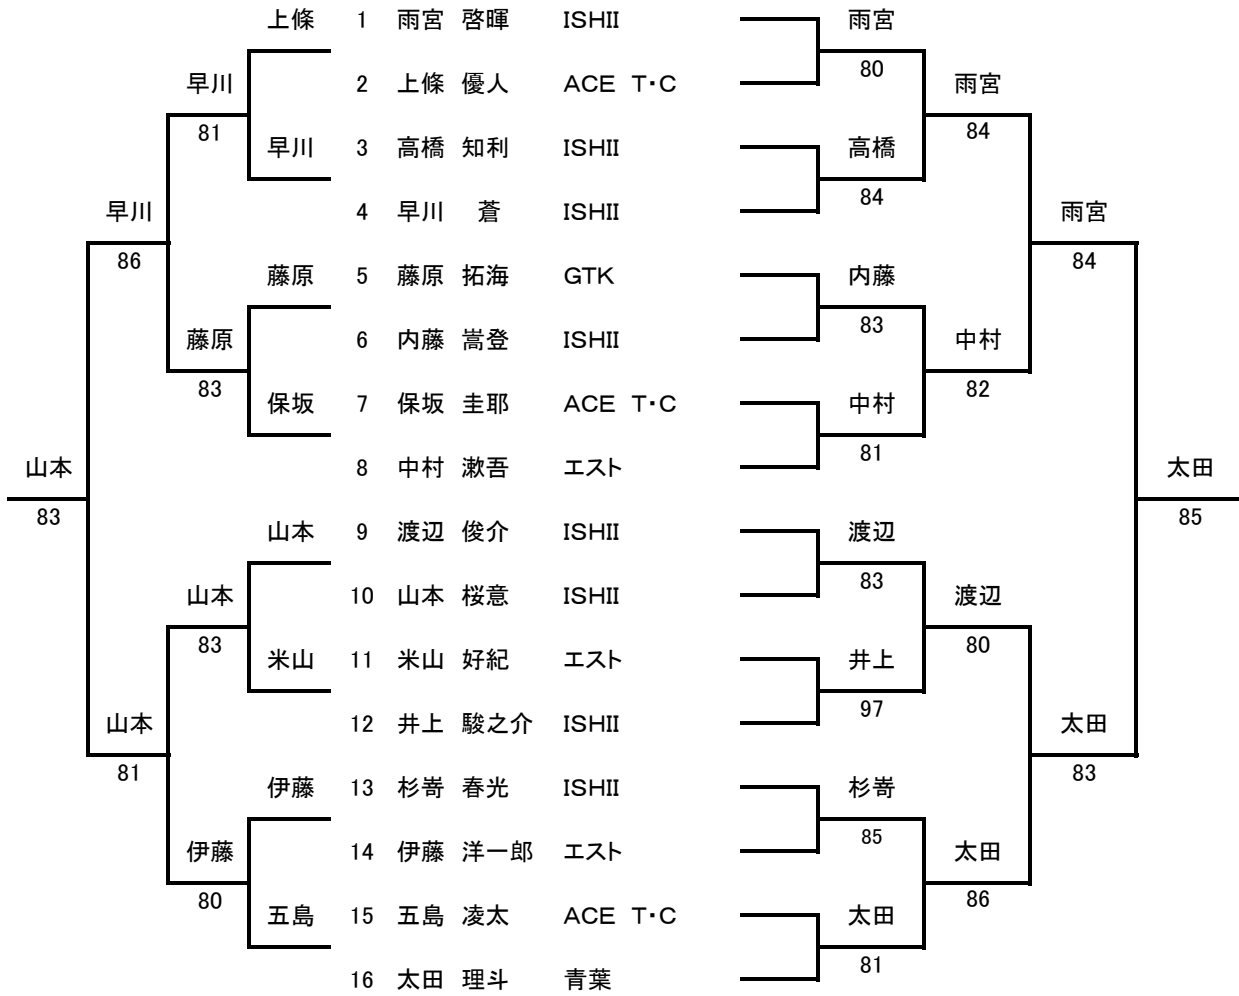 上條 1 雨宮 啓暉 ISHII 雨宮
早川 80 雨宮
2 上條 優人 ACE T・C
81 84
早川 3 高橋 知利 ISHII 高橋
84
早川 4 早川 蒼 ISHII 雨宮
86 84
藤原 5 藤原 拓海 GTK 内藤
83
藤原 6 内藤 嵩登 ISHII 中村
83 82
保坂 7 保坂 圭耶 ACE T・C 中村
81
山本 8 中村 漱吾 エスト 太田
83 85
山本 9 渡辺 俊介 ISHII 渡辺
83
山本 10 山本 桜意 ISHII 渡辺
83 80
米山 11 米山 好紀 エスト 井上
97
山本 12 井上 駿之介 ISHII 太田
81 83
伊藤 13 杉嵜 春光 ISHII 杉嵜
85
伊藤 14 伊藤 洋一郎 エスト 太田
80 86
五島 15 五島 凌太 ACE T・C 太田
81
16 太田 理斗 青葉